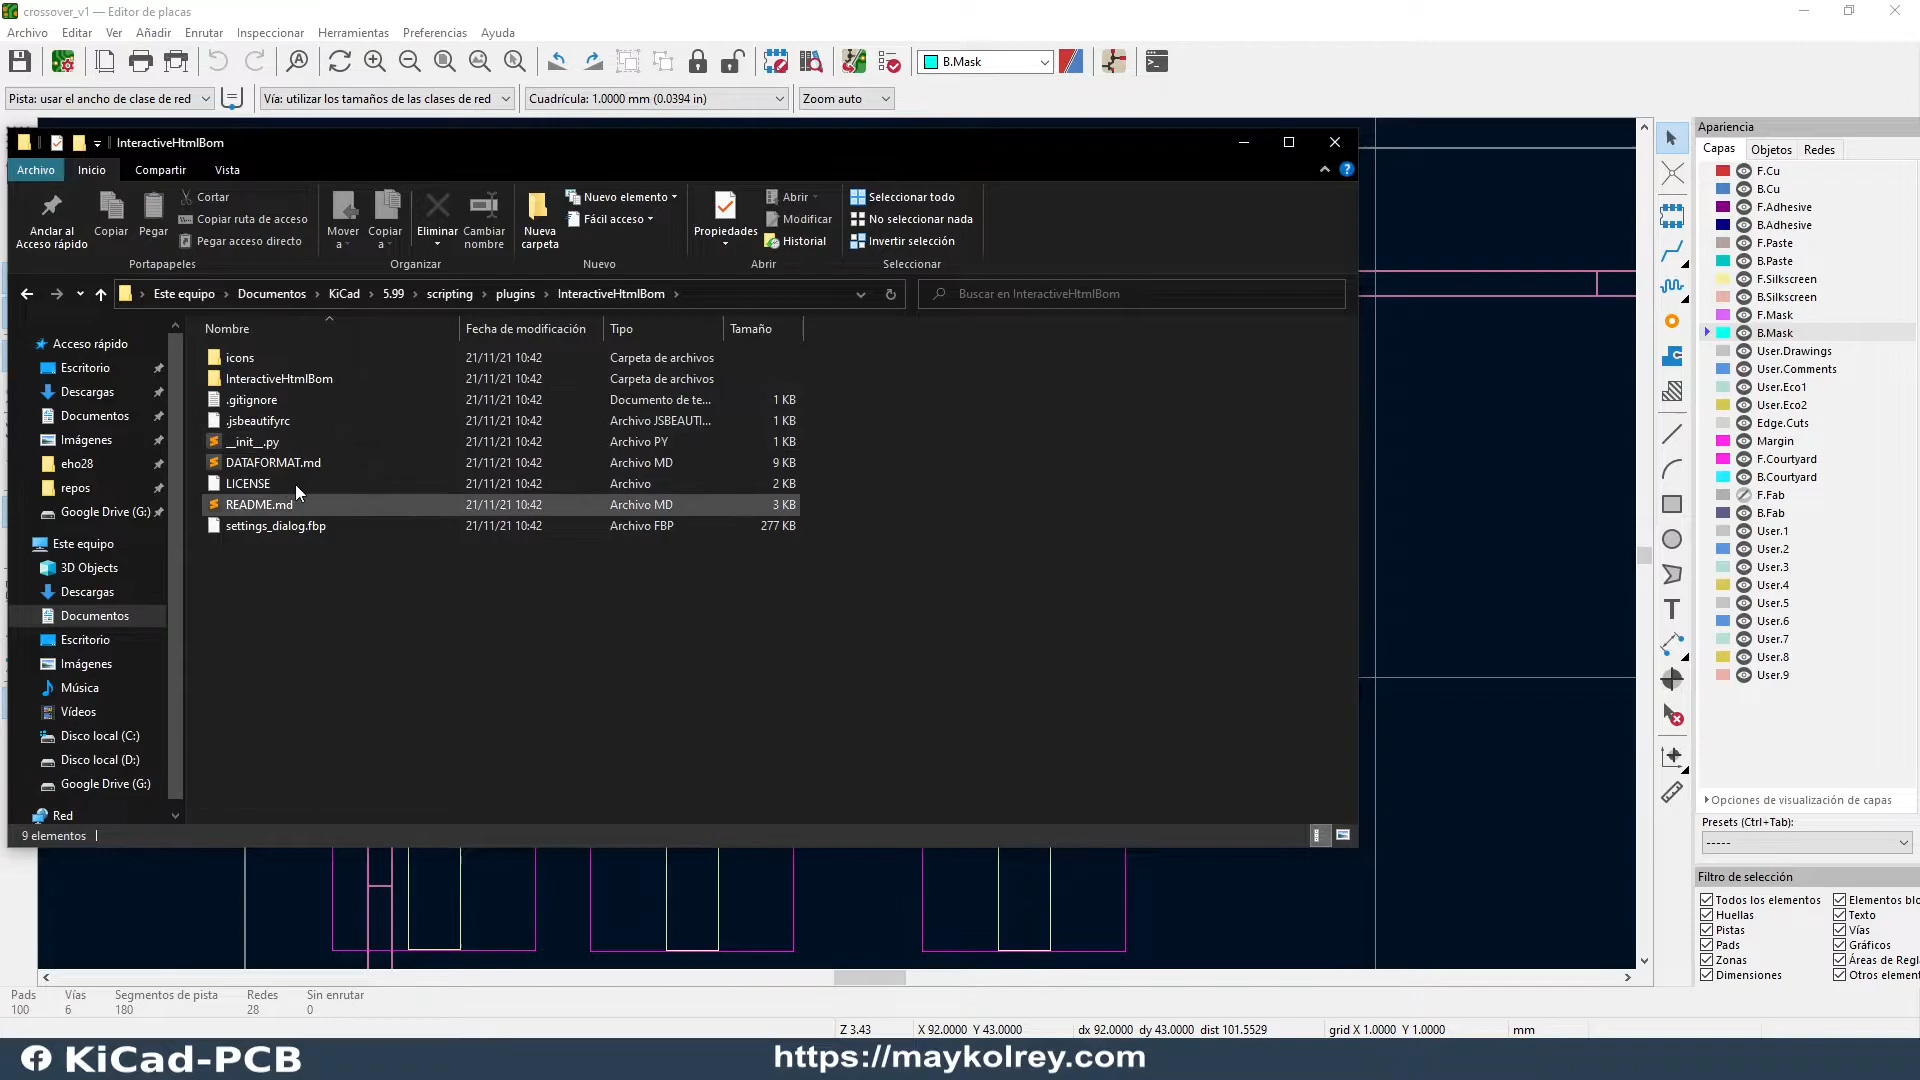 crossover_v1 — Editor de placas
Archivo Editar Ver Añadir Enrutar Inspeccionar Herramientas Preferencias Ayuda
B.Mask
Pista: usar el ancho de clase de red Vía: utilizar los tamaños de las clases de red Cuadrícula: 1.0000 mm (0.0394 in) Zoom auto
InteractiveHtmlBom
Archivo Inicio Compartir Vista
Anclar al Acceso rápido
Copiar
Pegar
Cortar
Copiar ruta de acceso
Pegar acceso directo
Portapapeles
Mover a
Copiar a
Eliminar
Cambiar nombre
Organizar
Nueva carpeta
Nuevo elemento
Fácil acceso
Nuevo
Propiedades
Abrir
Modificar
Historial
Abrir
Seleccionar todo
No seleccionar nada
Invertir selección
Seleccionar
Este equipo > Documentos > KiCad > 5.99 > scripting > plugins > InteractiveHtmlBom >
Buscar en InteractiveHtmlBom
Acceso rápido
Escritorio
Descargas
Documentos
Imágenes
eho28
repos
Google Drive (G:)
Este equipo
3D Objects
Descargas
Documentos
Escritorio
Imágenes
Música
Vídeos
Disco local (C:)
Disco local (D:)
Google Drive (G:)
Red
Nombre Fecha de modificación Tipo Tamaño
icons 21/11/21 10:42 Carpeta de archivos
InteractiveHtmlBom 21/11/21 10:42 Carpeta de archivos
.gitignore 21/11/21 10:42 Documento de te... 1 KB
.jsbeautifyrc 21/11/21 10:42 Archivo JSBEAUTI... 1 KB
__init__.py 21/11/21 10:42 Archivo PY 1 KB
DATAFORMAT.md 21/11/21 10:42 Archivo MD 9 KB
LICENSE 21/11/21 10:42 Archivo 2 KB
README.md 21/11/21 10:42 Archivo MD 3 KB
settings_dialog.fbp 21/11/21 10:42 Archivo FBP 277 KB
9 elementos
Apariencia
Capas Objetos Redes
F.Cu
B.Cu
F.Adhesive
B.Adhesive
F.Paste
B.Paste
F.Silkscreen
B.Silkscreen
F.Mask
B.Mask
User.Drawings
User.Comments
User.Eco1
User.Eco2
Edge.Cuts
Margin
F.Courtyard
B.Courtyard
F.Fab
B.Fab
User.1
User.2
User.3
User.4
User.5
User.6
User.7
User.8
User.9
Opciones de visualización de capas
Presets (Ctrl+Tab):
-----
Filtro de selección
Todos los elementos Elementos blo
Huellas Texto
Pistas Vías
Pads Gráficos
Zonas Áreas de Regl
Dimensiones Otros element
Pads Vías Segmentos de pista Redes Sin enrutar
100 6 180 28 0
Z 3.43 X 92.0000 Y 43.0000 dx 92.0000 dy 43.0000 dist 101.5529 grid X 1.0000 Y 1.0000 mm
KiCad-PCB https://maykolrey.com